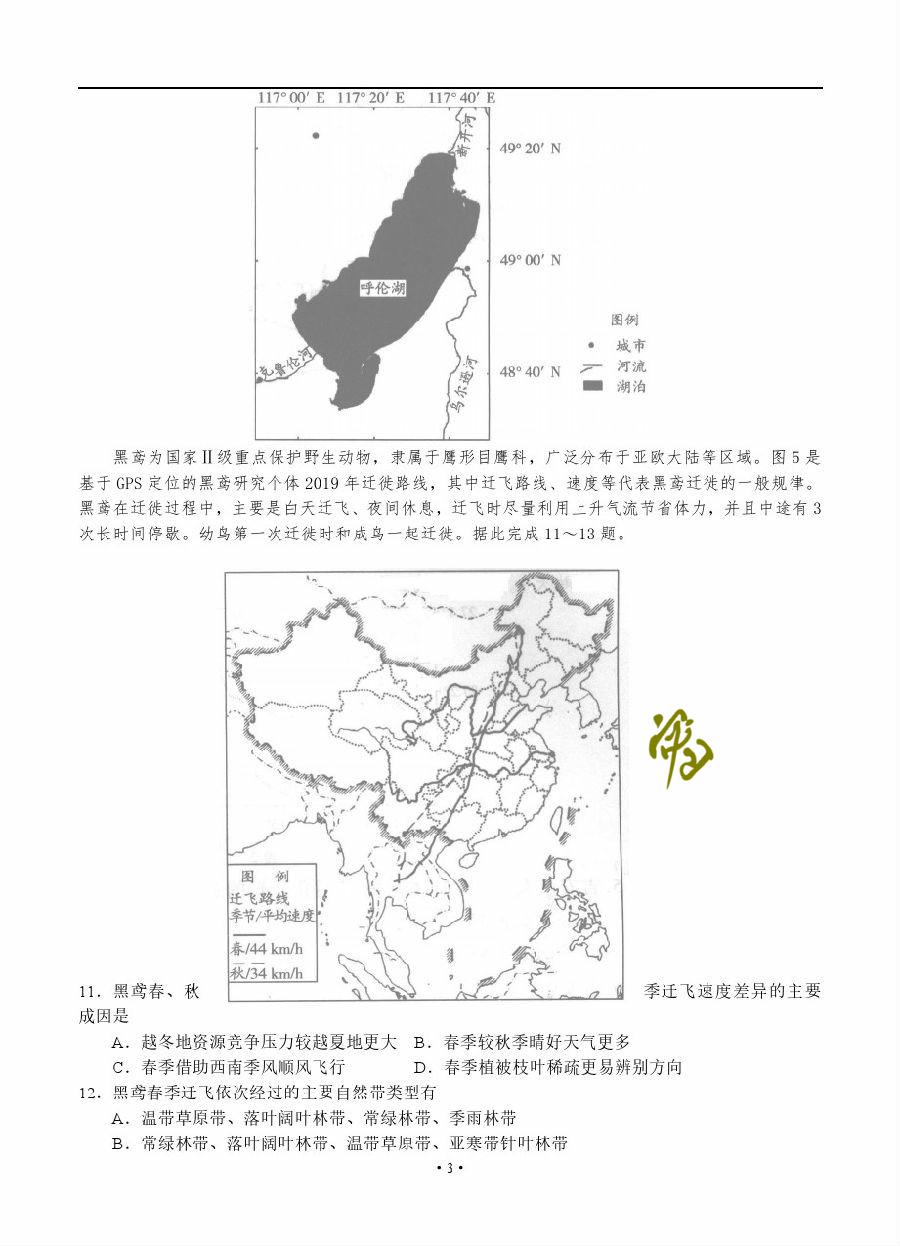 117° 00′ E 117° 20′ E 117° 40′ E
新开河
49° 20′ N
49° 00′ N
呼伦湖
图例
城市
克鲁伦河
河流
乌尔逊河
48° 40′ N
湖泊
黑鸢为国家Ⅱ级重点保护野生动物，隶属于鹰形目鹰科，广泛分布于亚欧大陆等区域。图 5 是
基于 GPS 定位的黑鸢研究个体 2019 年迁徙路线，其中迁飞路线、速度等代表黑鸢迁徙的一般规律。
黑鸢在迁徙过程中，主要是白天迁飞、夜间休息，迁飞时尽量利用上升气流节省体力，并且中途有 3
次长时间停歇。幼鸟第一次迁徙时和成鸟一起迁徙。据此完成 11～13 题。
图 例
迁飞路线
季节/平均速度
春/44 km/h
秋/34 km/h
11．黑鸢春、秋季迁飞速度差异的主要
成因是
A．越冬地资源竞争压力较越夏地更大 B．春季较秋季晴好天气更多
C．春季借助西南季风顺风飞行 D．春季植被枝叶稀疏更易辨别方向
12．黑鸢春季迁飞依次经过的主要自然带类型有
A．温带草原带、落叶阔叶林带、常绿林带、季雨林带
B．常绿林带、落叶阔叶林带、温带草原带、亚寒带针叶林带
·3·